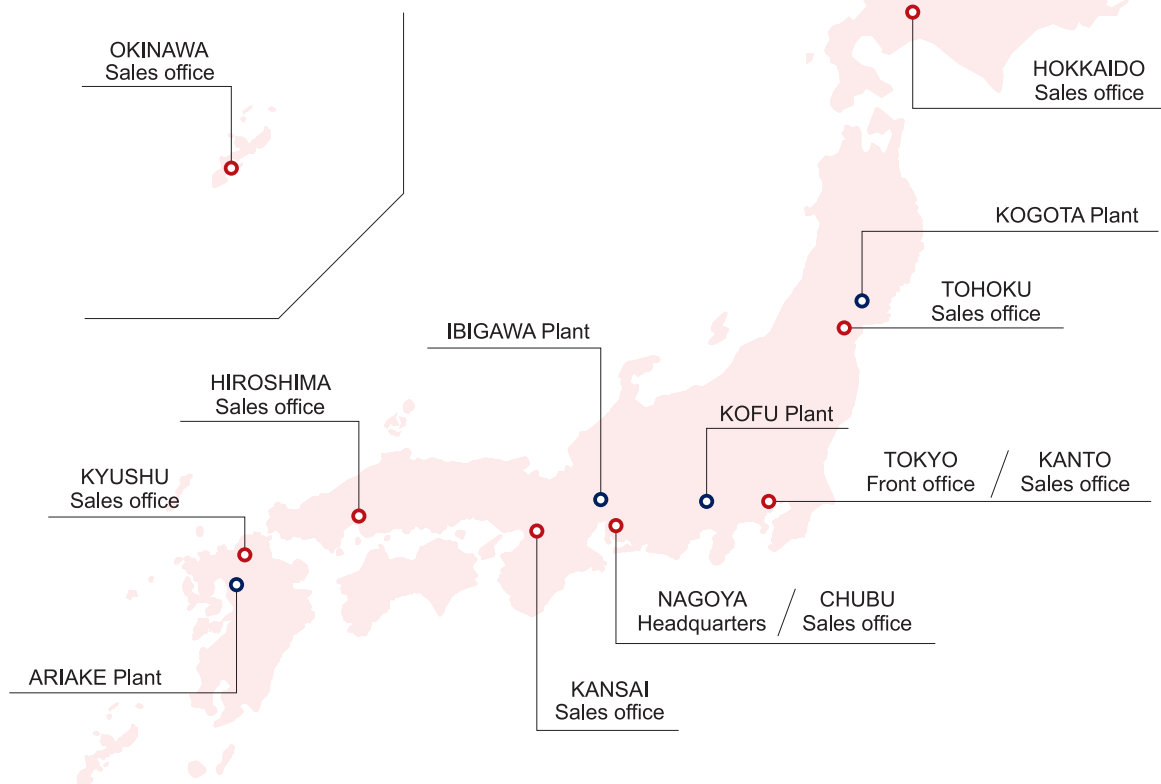 OKINAWA
Sales office
HOKKAIDO
Sales office
KOGOTA Plant
TOHOKU
Sales office
IBIGAWA Plant
HIROSHIMA
Sales office
KOFU Plant
KYUSHU
Sales office
TOKYO
Front office
KANTO
Sales office
NAGOYA
Headquarters
CHUBU
Sales office
ARIAKE Plant
KANSAI
Sales office